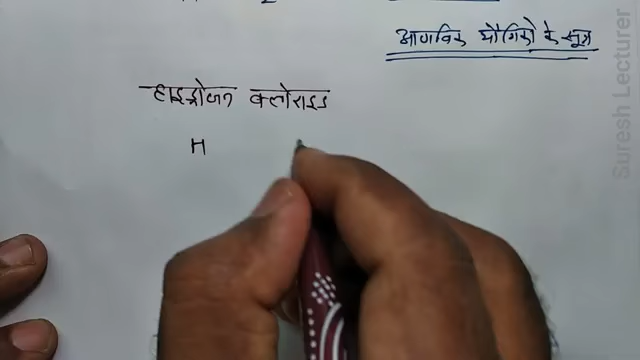 आणविक यौगिको के सूत्र
हाइड्रोजन क्लोराइड
H
Suresh Lecturer